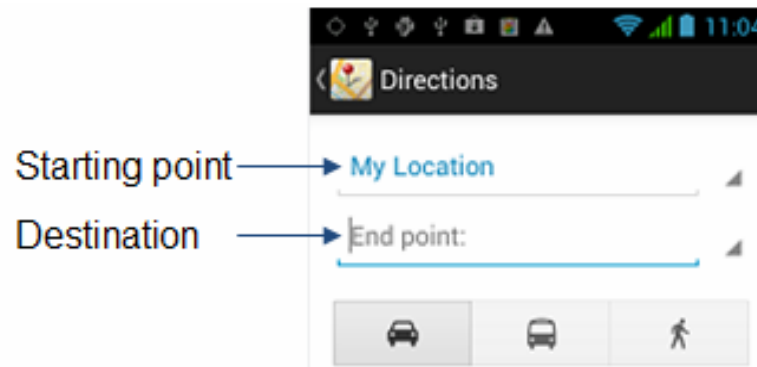 11:04
Directions
Starting point
My Location
Destination
End point: